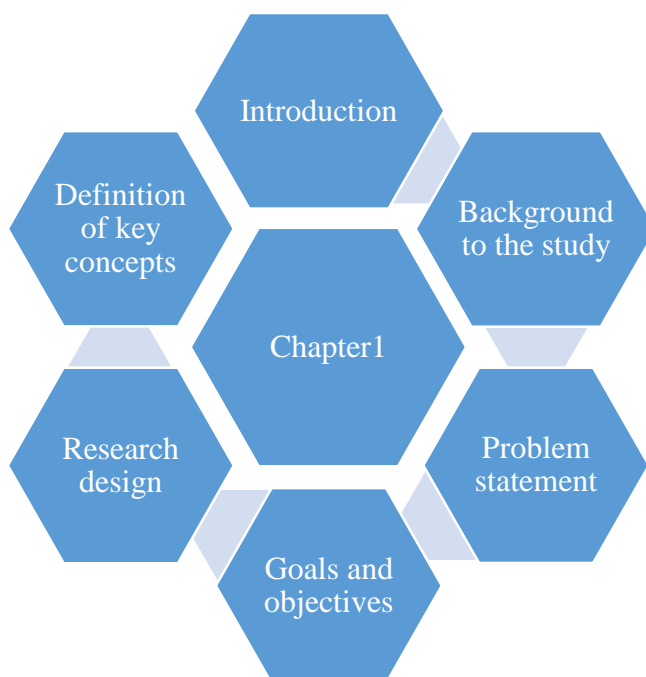 Introduction
Background
to the study
Problem
statement
Goals and
objectives
Research
design
Definition
of key
concepts
Chapter1